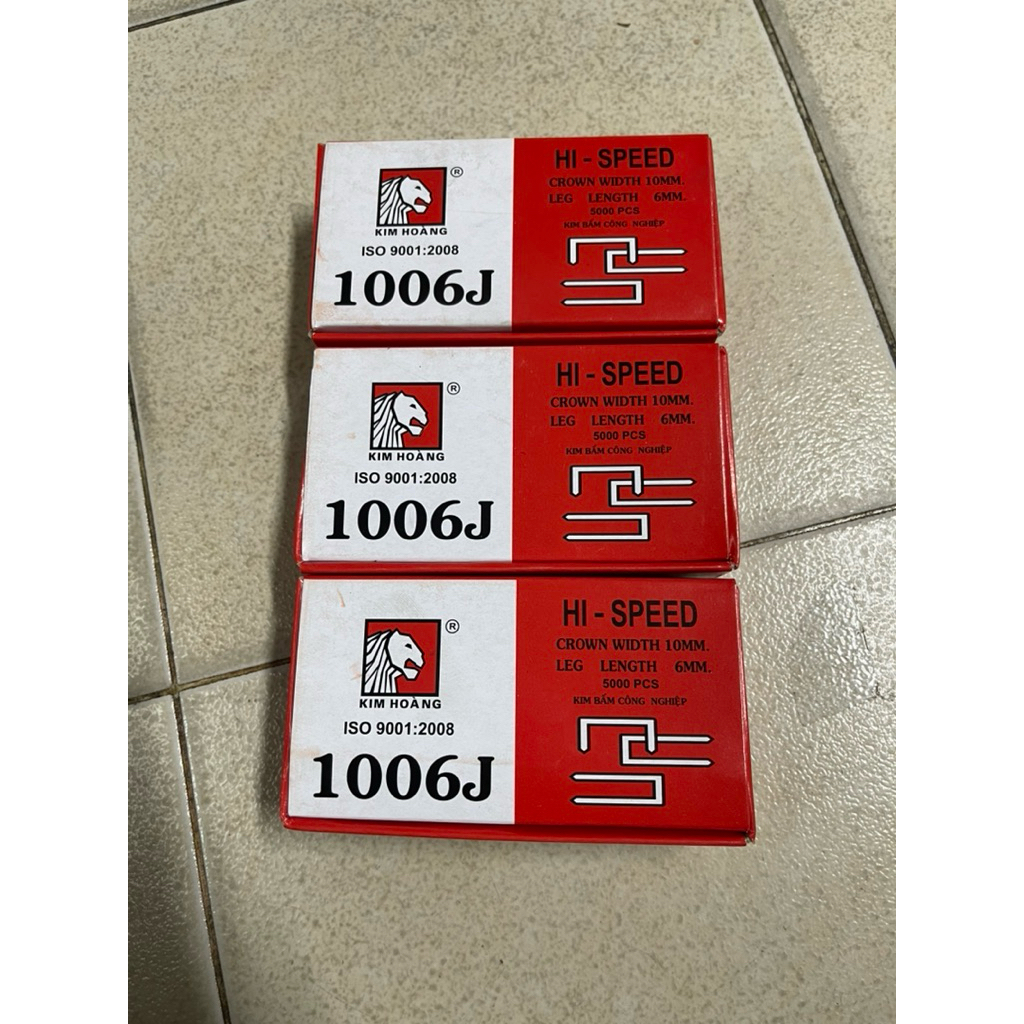 ®
KIM HOÀNG
ISO 9001:2008
1006J
HI - SPEED
CROWN WIDTH 10MM.
LEG LENGTH 6MM.
5000 PCS
KIM BẤM CÔNG NGHIỆP
®
KIM HOÀNG
ISO 9001:2008
1006J
HI - SPEED
CROWN WIDTH 10MM.
LEG LENGTH 6MM.
5000 PCS
KIM BẤM CÔNG NGHIỆP
®
KIM HOÀNG
ISO 9001:2008
1006J
HI - SPEED
CROWN WIDTH 10MM.
LEG LENGTH 6MM.
5000 PCS
KIM BẤM CÔNG NGHIỆP